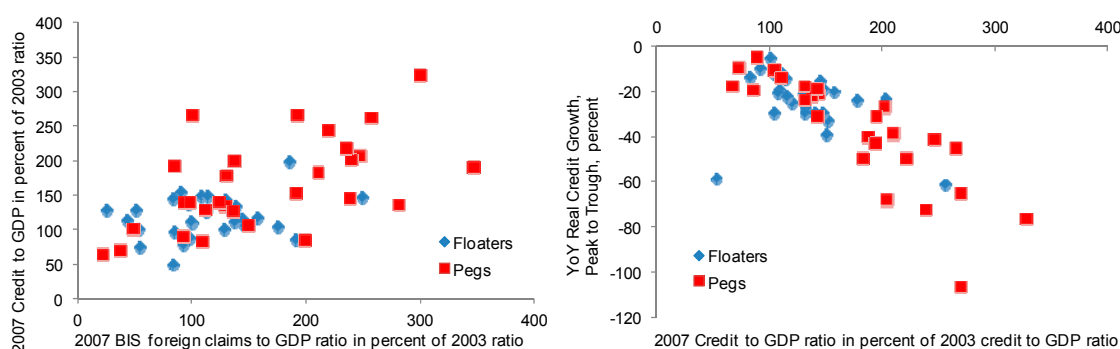 2007 Credit to GDP in percent of 2003 ratio
400
350
300
250
200
150
100
50
0
Floaters
Pegs
0 100 200 300 400
2007 BIS foreign claims to GDP ratio in percent of 2003 ratio
0 100 200 300 400
YoY Real Credit Growth,
Peak to Trough, percent
0
-20
-40
-60
-80
-100
-120
Floaters
Pegs
2007 Credit to GDP ratio in percent of 2003 credit to GDP ratio